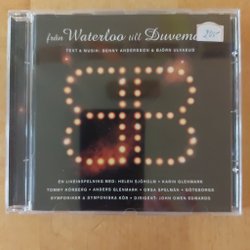 från Waterloo till Duvemå
TEXT & MUSIK: BENNY ANDERSSON & BJÖRN ULVAEUS
EN LIVEINSPELNING MED: HELEN SJÖHOLM · KARIN GLENMARK
TOMMY KÖRBERG · ANDERS GLENMARK · ORSA SPELMÄN · GÖTEBORGS
SYMFONIKER & SYMFONISKA KÖR · DIRIGENT: JOHN OWEN EDWARDS